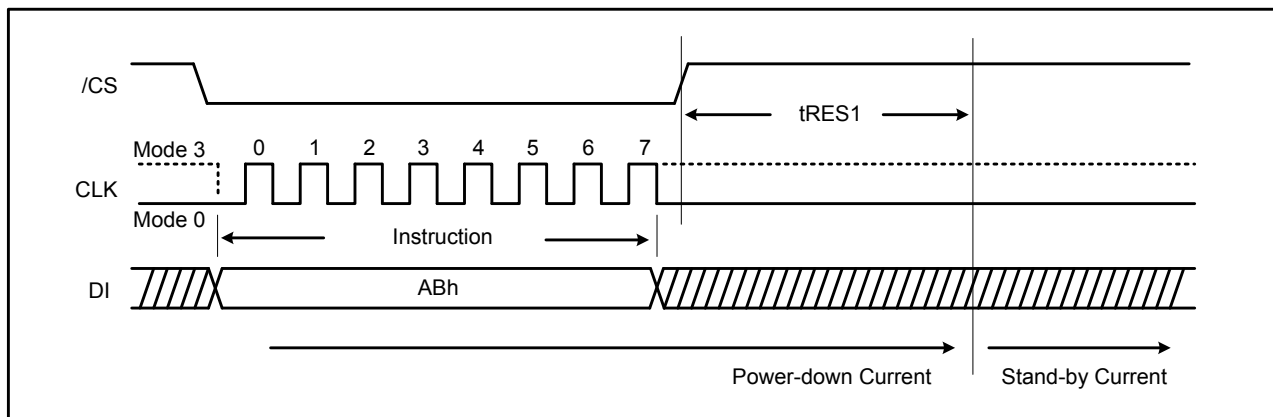 /CS
tRES1
Mode 3
0 1 2 3 4 5 6 7
CLK
Mode 0
Instruction
DI
ABh
Power-down Current
Stand-by Current